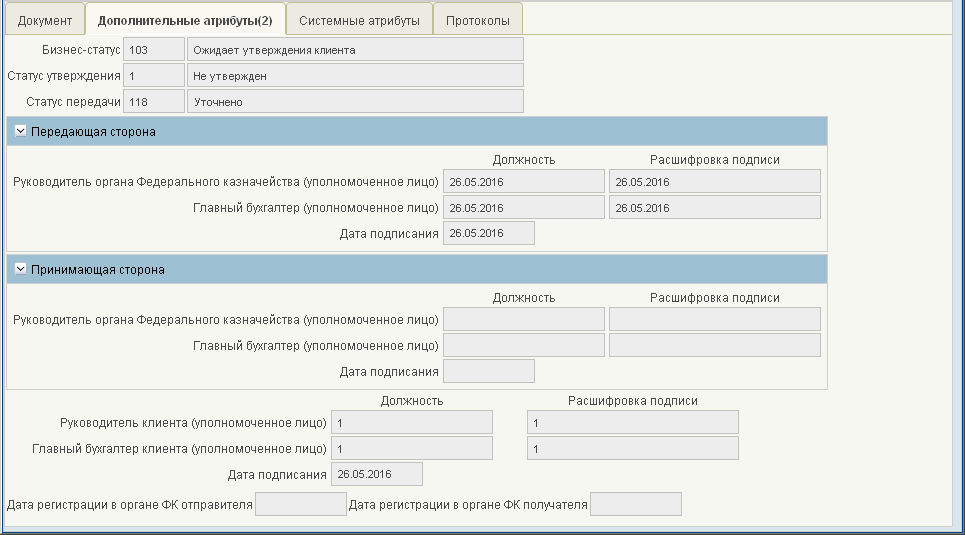 Документ Дополнительные атрибуты(2) Системные атрибуты Протоколы
Бизнес-статус 103 Ожидает утверждения клиента
Статус утверждения 1 Не утвержден
Статус передачи 118 Уточнено
Передающая сторона
Должность Расшифровка подписи
Руководитель органа Федерального казначейства (уполномоченное лицо) 26.05.2016 26.05.2016
Главный бухгалтер (уполномоченное лицо) 26.05.2016 26.05.2016
Дата подписания 26.05.2016
Принимающая сторона
Должность Расшифровка подписи
Руководитель органа Федерального казначейства (уполномоченное лицо)
Главный бухгалтер (уполномоченное лицо)
Дата подписания
Должность Расшифровка подписи
Руководитель клиента (уполномоченное лицо) 1 1
Главный бухгалтер клиента (уполномоченное лицо) 1 1
Дата подписания 26.05.2016
Дата регистрации в органе ФК отправителя Дата регистрации в органе ФК получателя